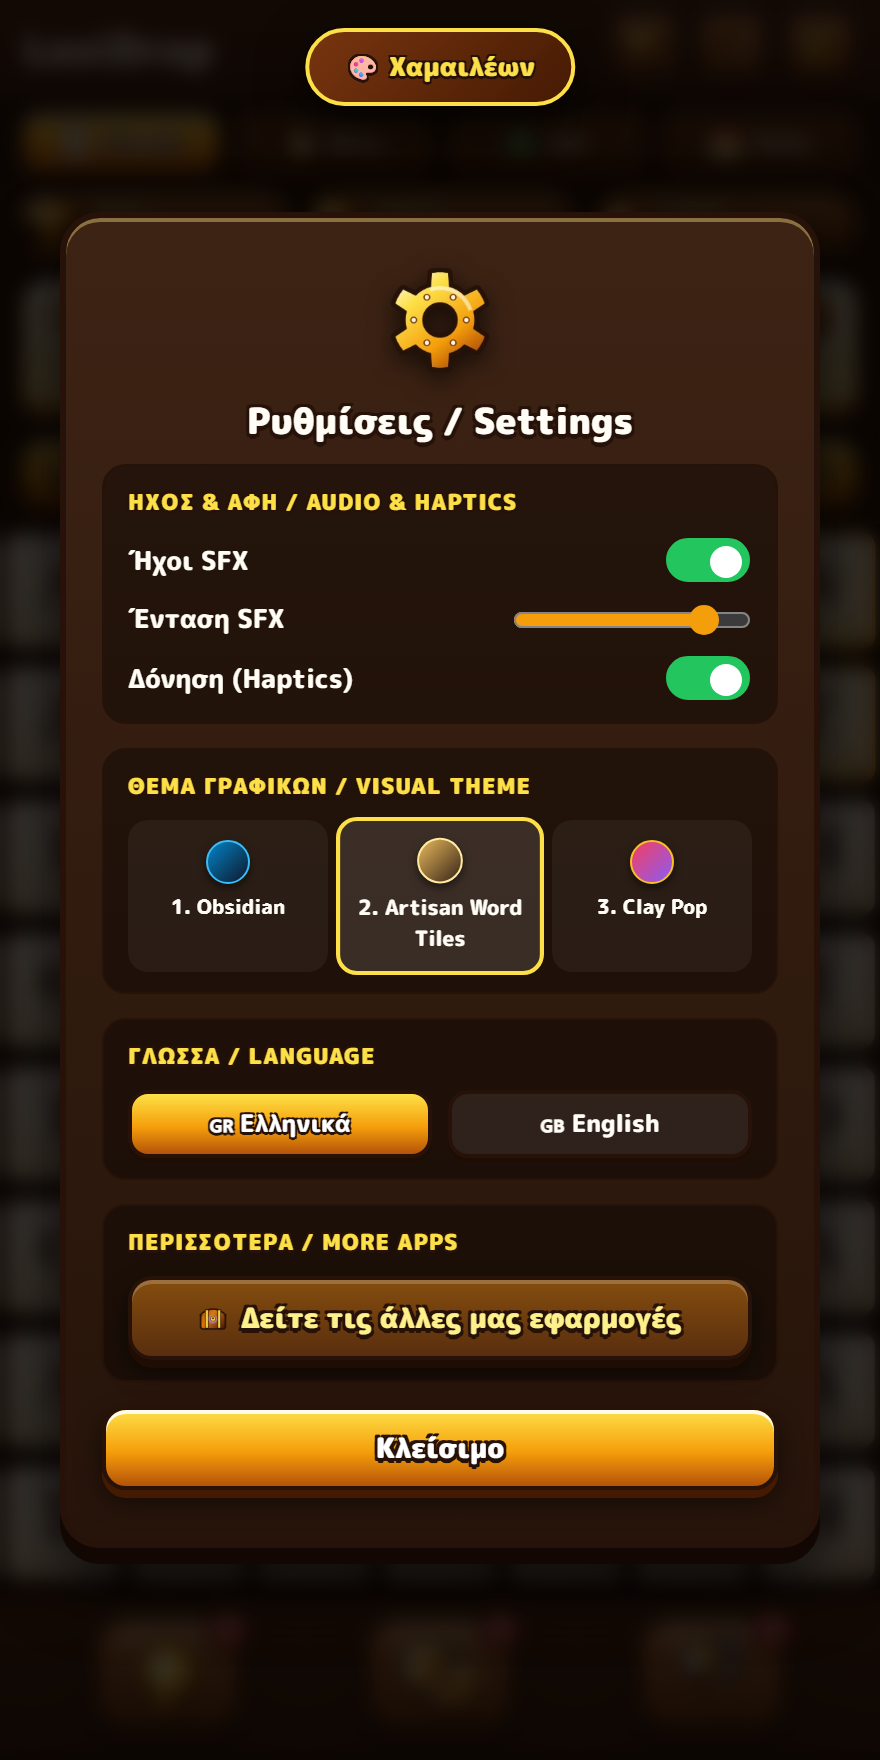 Χαμαιλέων
Ρυθμίσεις / Settings
ΗΧΟΣ & ΑΦΗ / AUDIO & HAPTICS
Ήχοι SFX
Ένταση SFX
Δόνηση (Haptics)
ΘΕΜΑ ΓΡΑΦΙΚΩΝ / VISUAL THEME
1. Obsidian
2. Artisan Word
Tiles
3. Clay Pop
ΓΛΩΣΣΑ / LANGUAGE
GR Ελληνικά
GB English
ΠΕΡΙΣΣΟΤΕΡΑ / MORE APPS
Δείτε τις άλλες μας εφαρμογές
Κλείσιμο